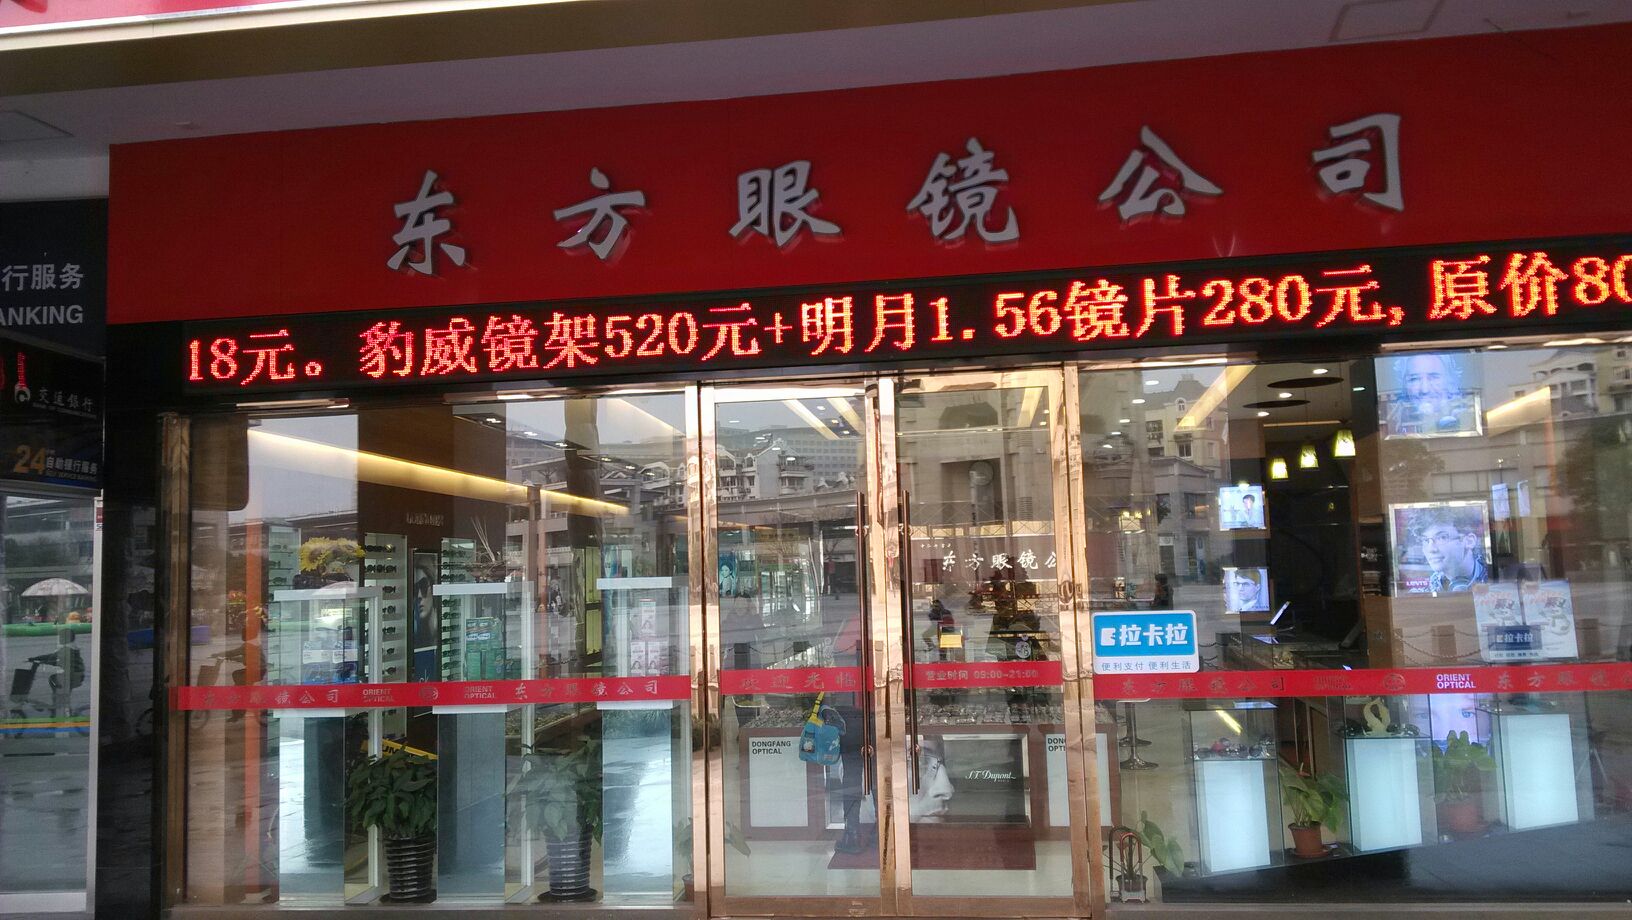 东方眼镜公司
18元。豹威镜架520元+明月1.56镜片280元,原价80
行服务
ANKING
交通银行
24自助银行服务
东方眼镜公
拉卡拉
便利支付 便利生活
LEVI'S
拉卡拉
东方眼镜公司 ORIENT OPTICAL ORIENT OPTICAL 东方眼镜公司
欢迎光临
营业时间 09:00-21:00
东方眼镜公司 ORIENT OPTICAL 东方眼镜
DONGFANG OPTICAL
S.T. Dupont